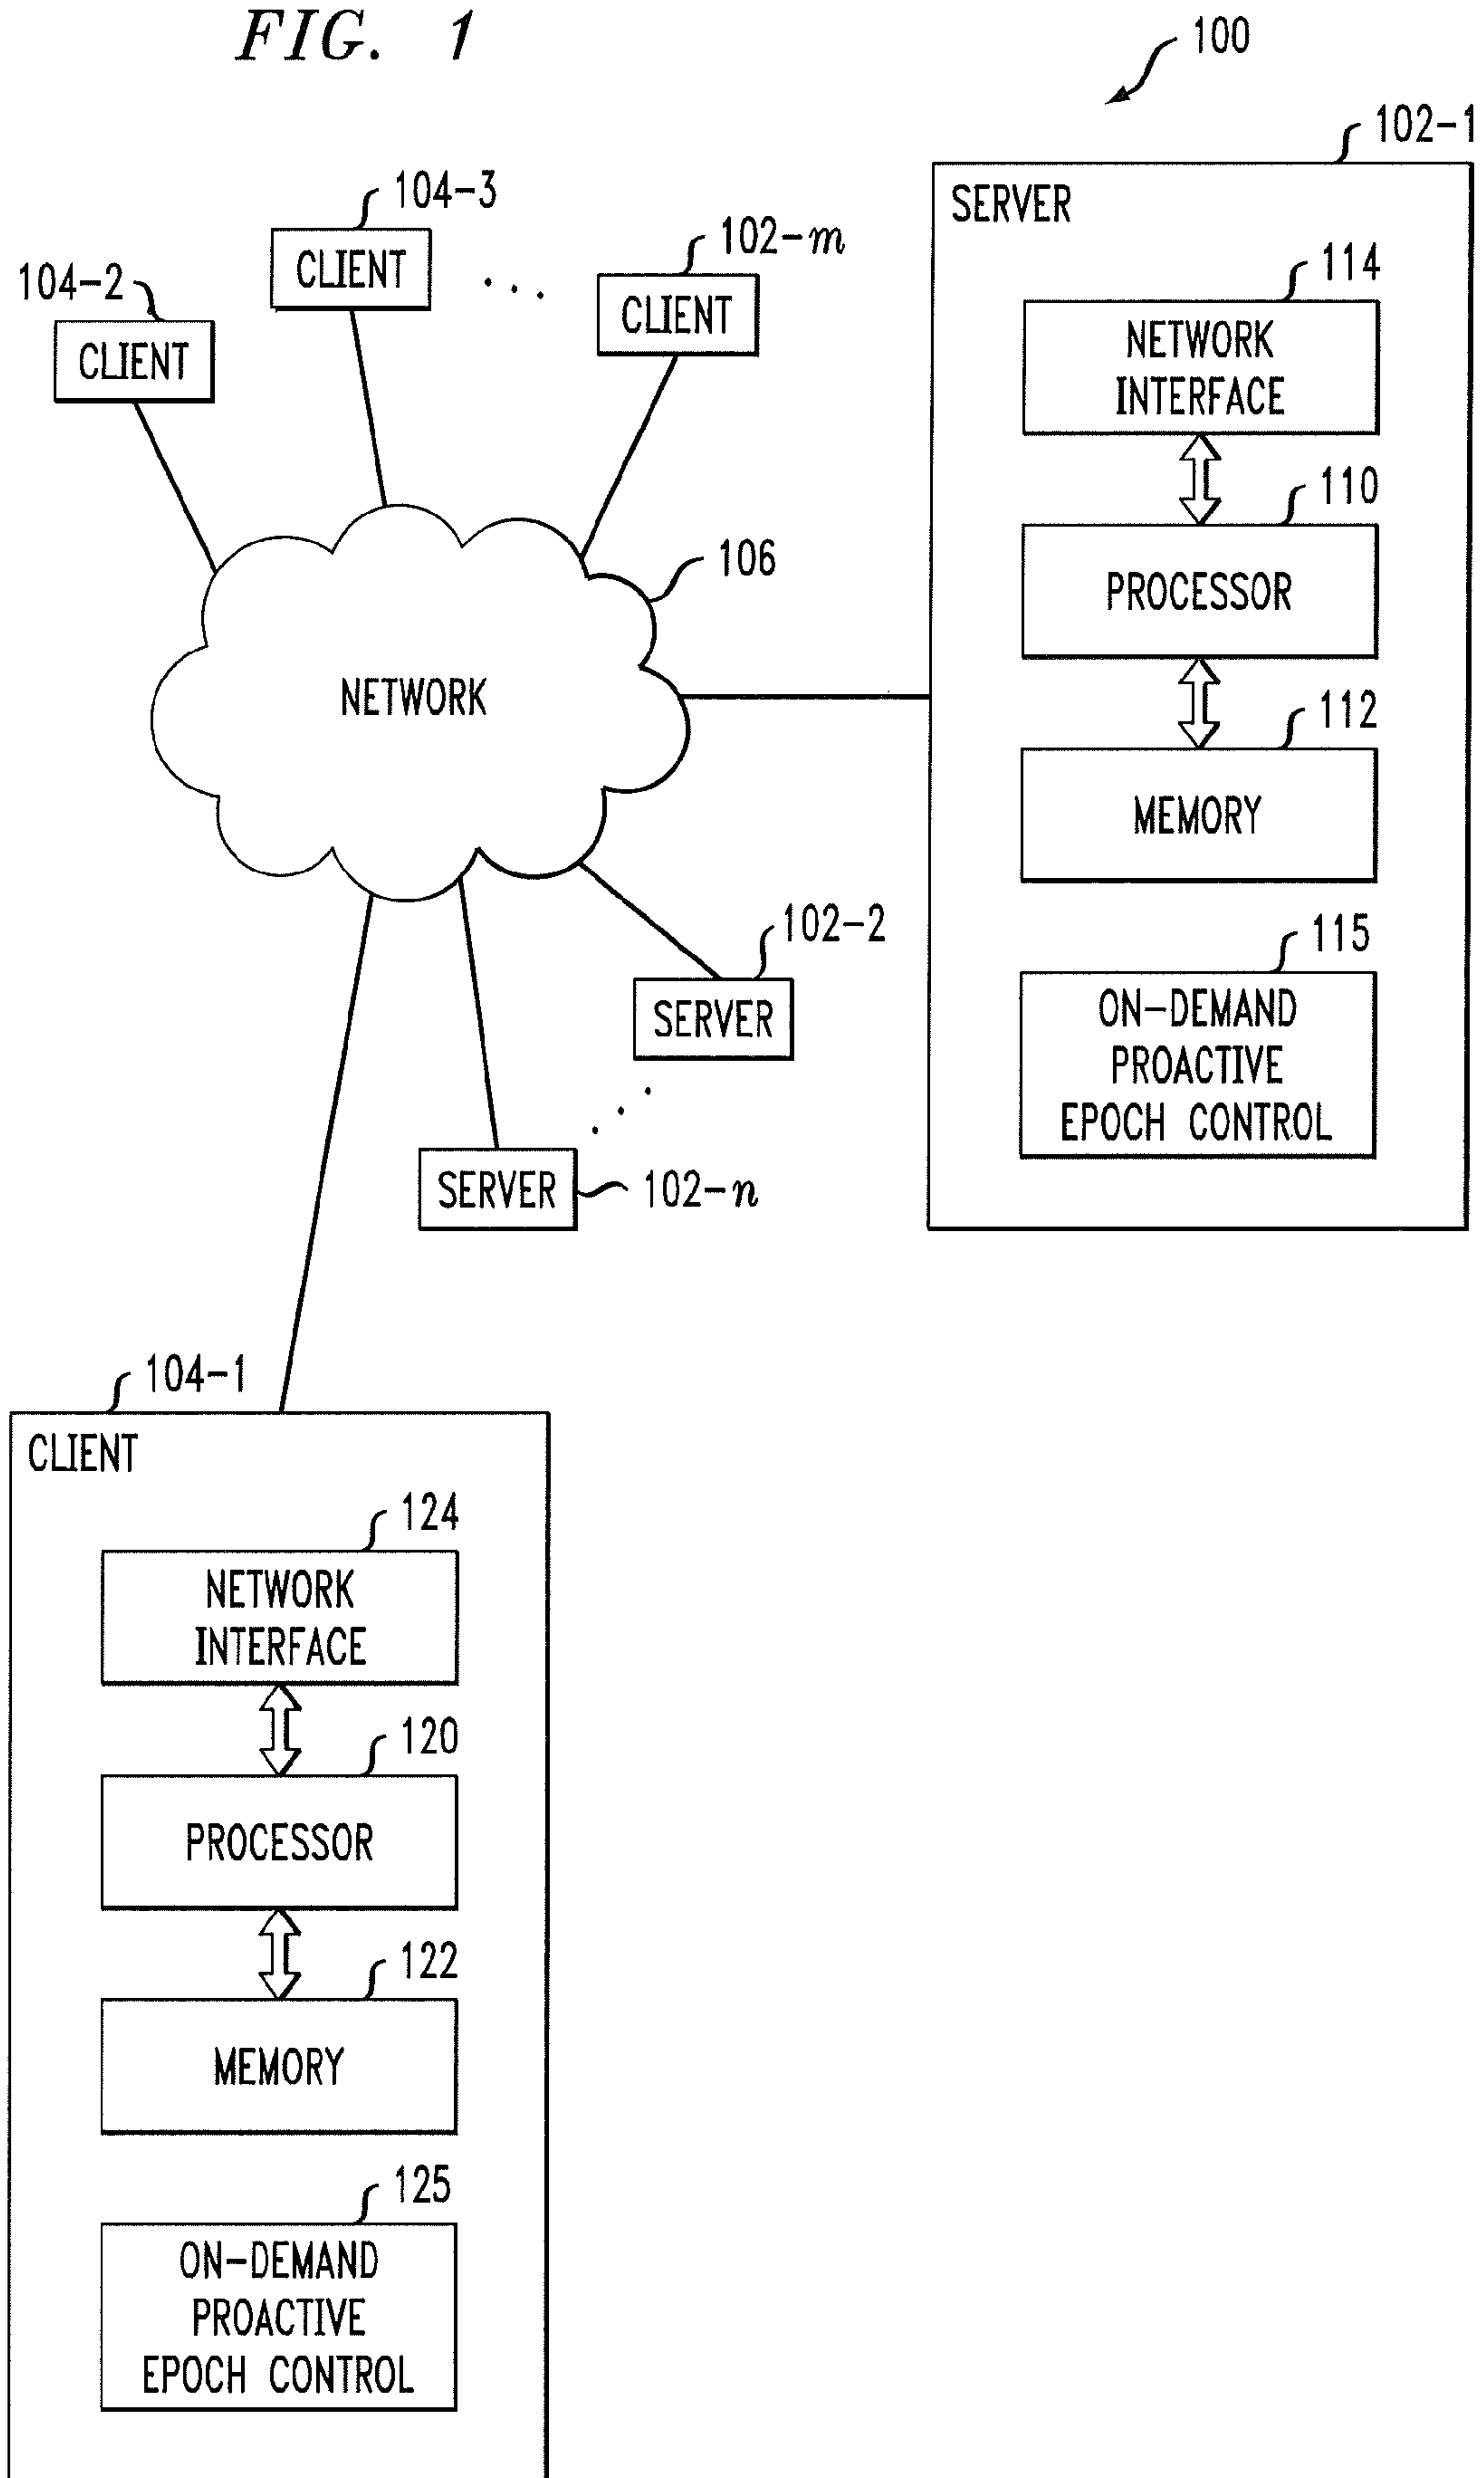 FIG. 1
100
102-1
SERVER
104-3
CLIENT
...
102-m
CLIENT
104-2
CLIENT
114
NETWORK
INTERFACE
110
PROCESSOR
106
NETWORK
112
MEMORY
102-2
SERVER
115
ON-DEMAND
PROACTIVE
EPOCH CONTROL
...
SERVER
102-n
104-1
CLIENT
124
NETWORK
INTERFACE
120
PROCESSOR
122
MEMORY
125
ON-DEMAND
PROACTIVE
EPOCH CONTROL